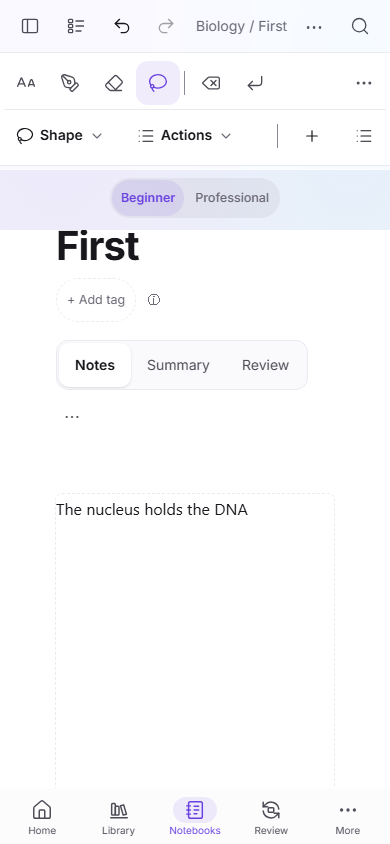 Biology / First
AA
Shape
Actions
Beginner
Professional
First
+ Add tag
Notes
Summary
Review
...
The nucleus holds the DNA
Home
Library
Notebooks
Review
More